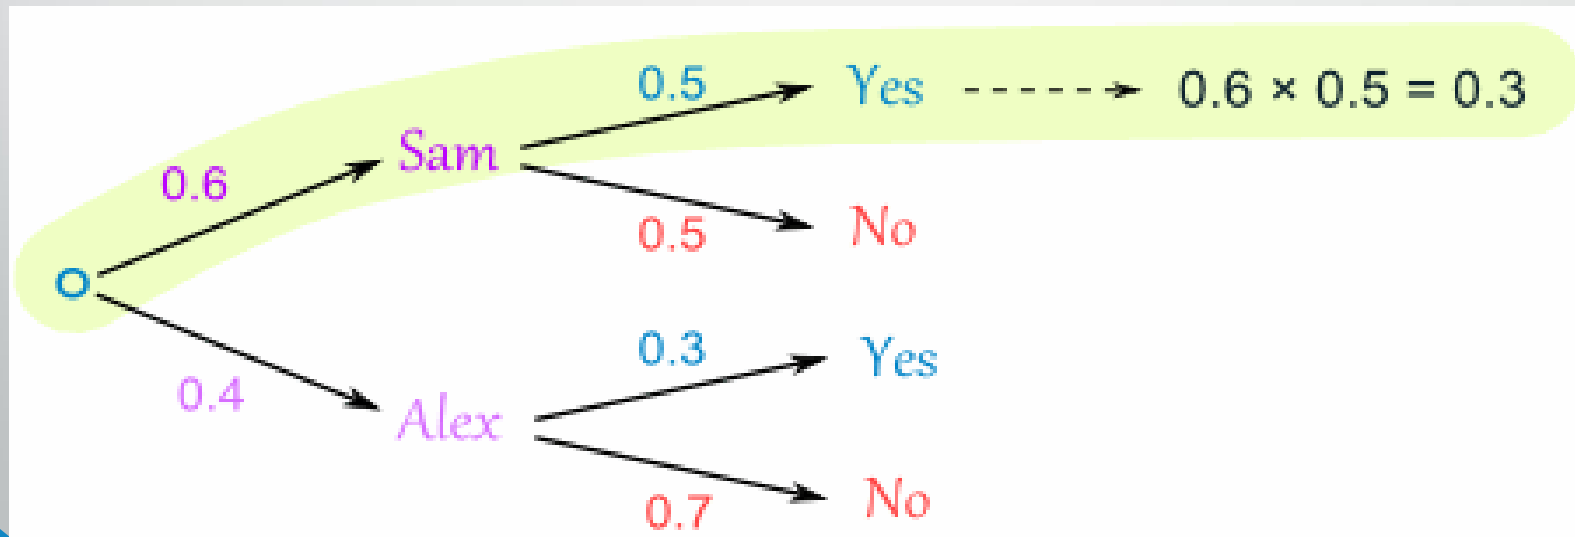 0.5 Yes 0.6 × 0.5 = 0.3
0.6 Sam
0.5 No
0.3 Yes
0.4 Alex
0.7 No